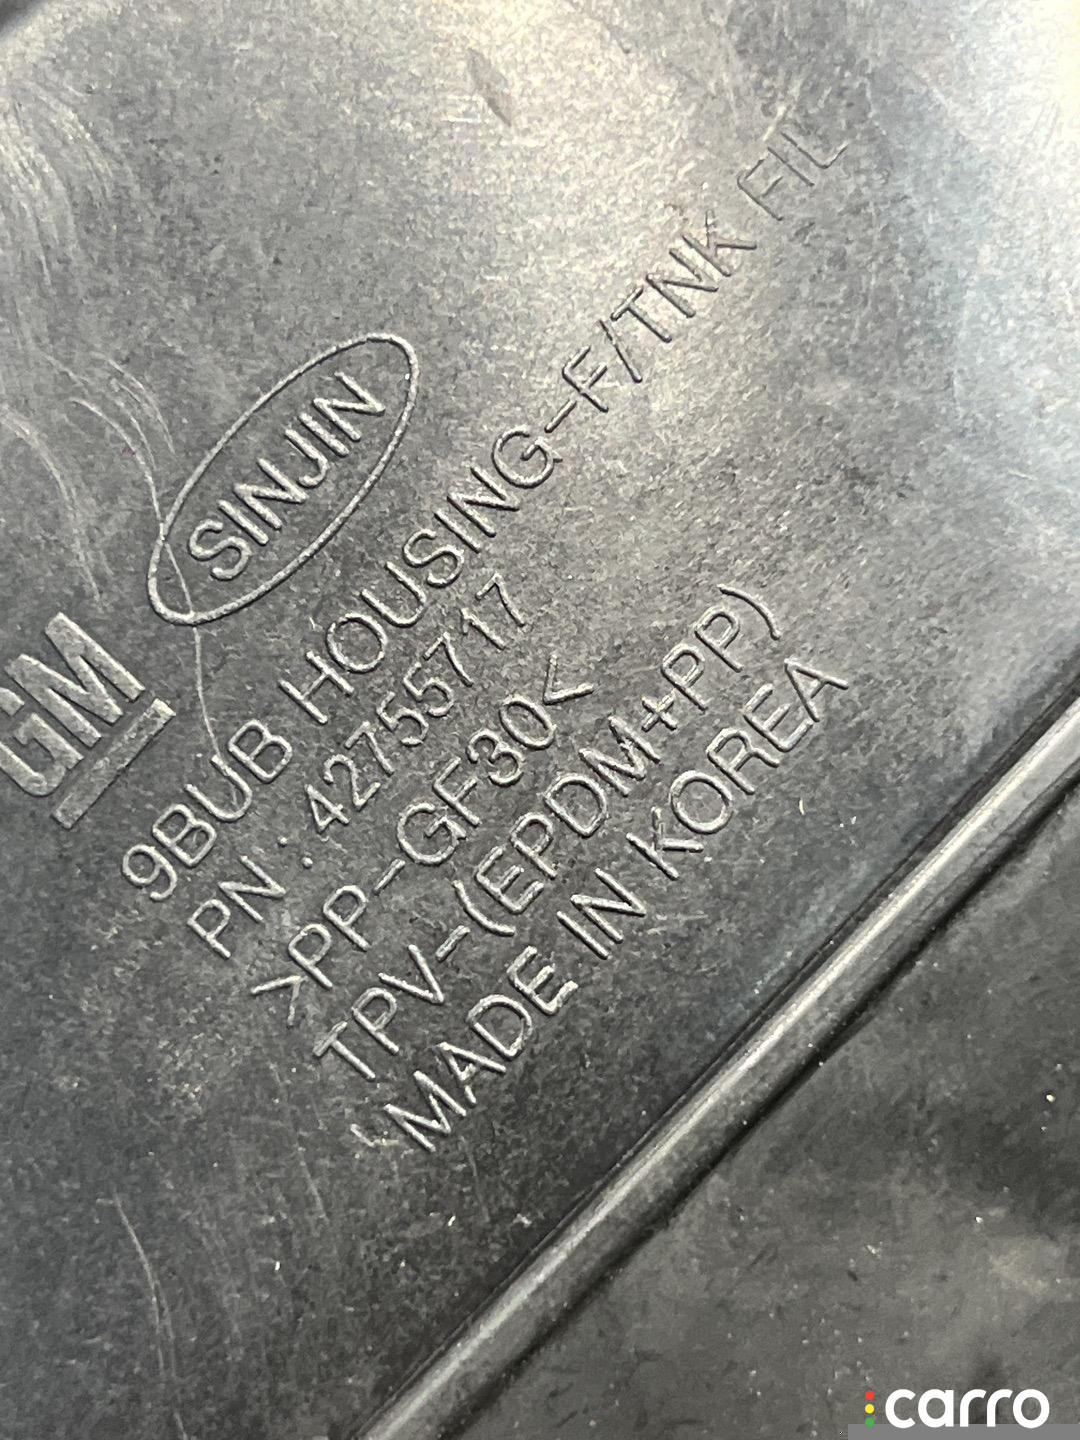 GM
SINJIN
9BUB HOUSING-F/TNK FIL
PN : 42755717
>PP-GF30<
TPV-(EPDM+PP)
MADE IN KOREA
carro